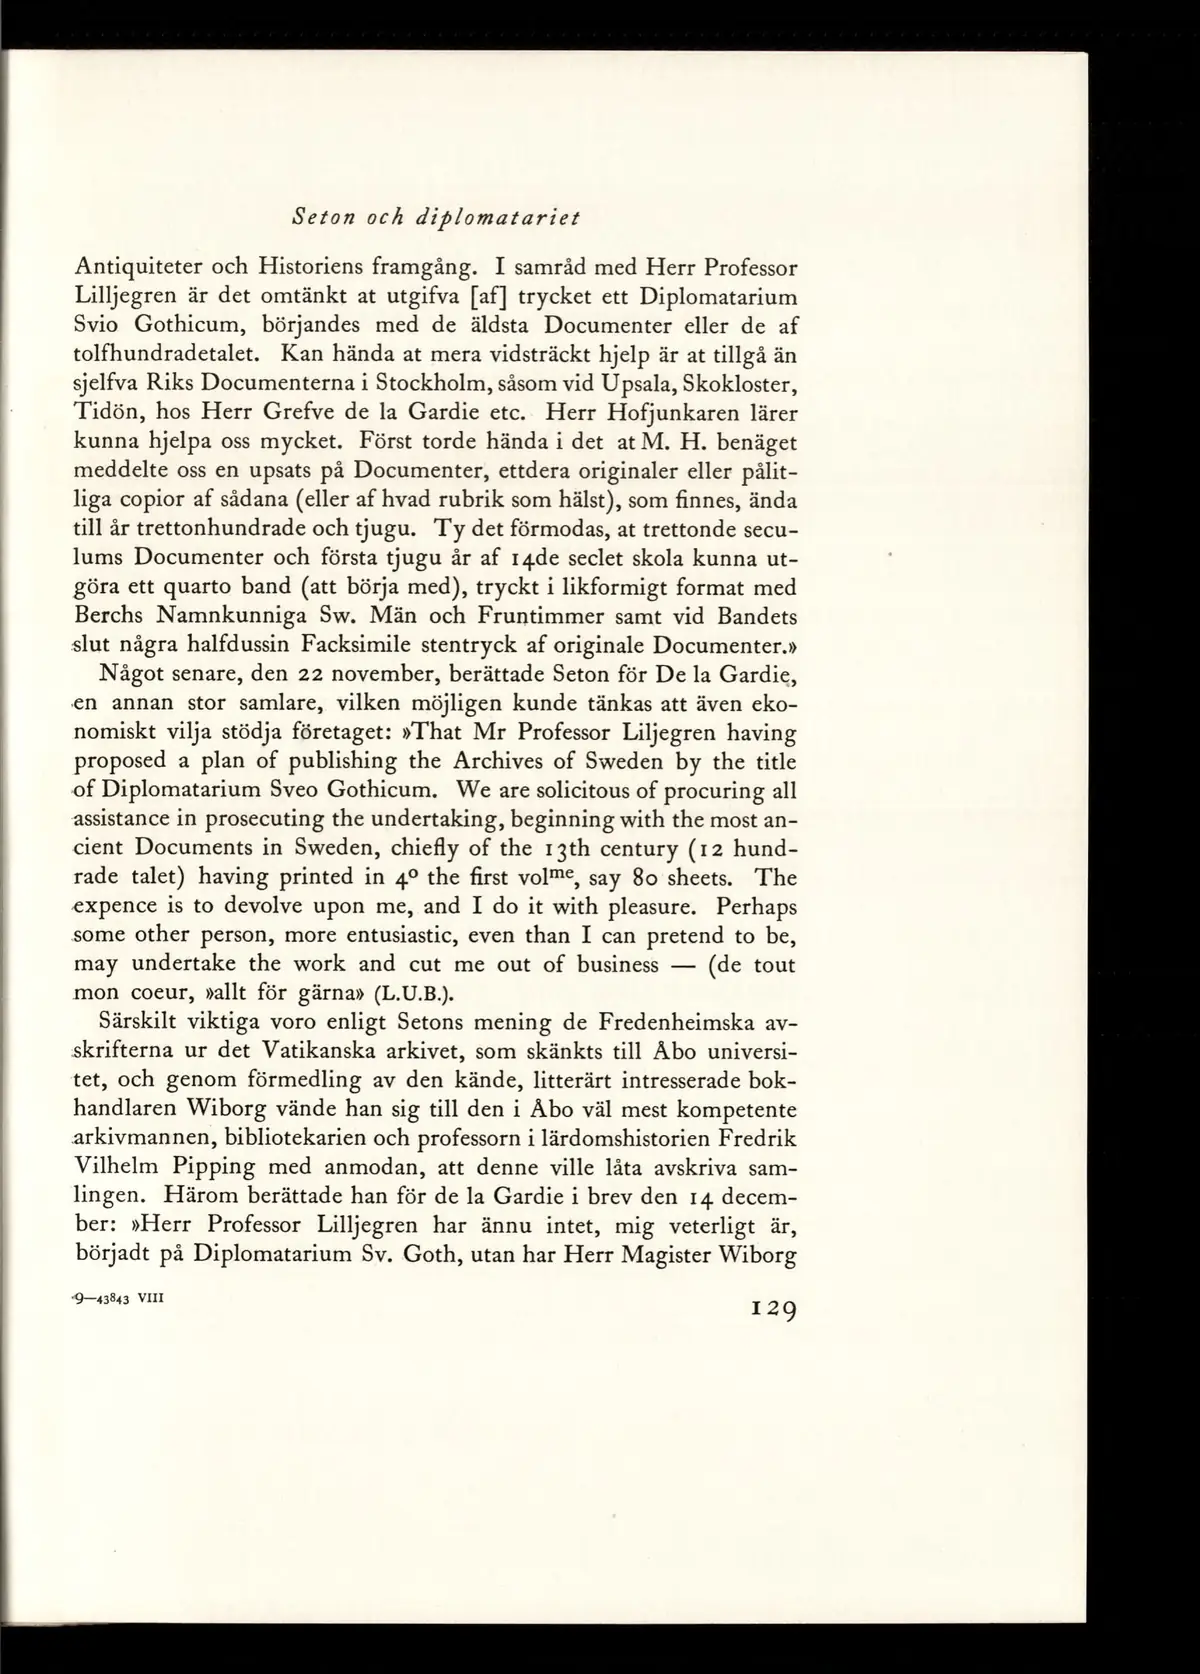 Seton och diplomatariet
Antiquiteter och Historiens framgång. I samråd med Herr Professor
Lilljegren är det omtänkt at utgifva [af] trycket ett Diplomatarium
Svio Gothicum, börjandes med de äldsta Documenter eller de af
tolfhundradetalet. Kan hända at mera vidsträckt hjelp är at tillgå än
sjelfva Riks Documenterna i Stockholm, såsom vid Upsala, Skokloster,
Tidön, hos Herr Grefve de la Gardie etc. Herr Hofjunkaren lärer
kunna hjelpa oss mycket. Först torde hända i det at M. H. benäget
meddelte oss en upsats på Documenter, ettdera originaler eller pålit-
liga copior af sådana (eller af hvad rubrik som hälst), som finnes, ända
till år trettonhundrade och tjugu. Ty det förmodas, at trettonde secu-
lums Documenter och första tjugu år af 14de seclet skola kunna ut-
göra ett quarto band (att börja med), tryckt i likformigt format med
Berchs Namnkunniga Sw. Män och Fruntimmer samt vid Bandets
slut några halfdussin Facksimile stentryck af originale Documenter.»
Något senare, den 22 november, berättade Seton för De la Gardie,
en annan stor samlare, vilken möjligen kunde tänkas att även eko-
nomiskt vilja stödja företaget: »That Mr Professor Liljegren having
proposed a plan of publishing the Archives of Sweden by the title
of Diplomatarium Sveo Gothicum. We are solicitous of procuring all
assistance in prosecuting the undertaking, beginning with the most an-
cient Documents in Sweden, chiefly of the 13th century (12 hund-
rade talet) having printed in 4º the first volᵐᵉ, say 80 sheets. The
expence is to devolve upon me, and I do it with pleasure. Perhaps
some other person, more entusiastic, even than I can pretend to be,
may undertake the work and cut me out of business — (de tout
mon coeur, »allt för gärna» (L.U.B.).
Särskilt viktiga voro enligt Setons mening de Fredenheimska av-
skrifterna ur det Vatikanska arkivet, som skänkts till Åbo universi-
tet, och genom förmedling av den kände, litterärt intresserade bok-
handlaren Wiborg vände han sig till den i Åbo väl mest kompetente
arkivmannen, bibliotekarien och professorn i lärdomshistorien Fredrik
Vilhelm Pipping med anmodan, att denne ville låta avskriva sam-
lingen. Härom berättade han för de la Gardie i brev den 14 decem-
ber: »Herr Professor Lilljegren har ännu intet, mig veterligt är,
börjadt på Diplomatarium Sv. Goth, utan har Herr Magister Wiborg
9—43843 VIII
129